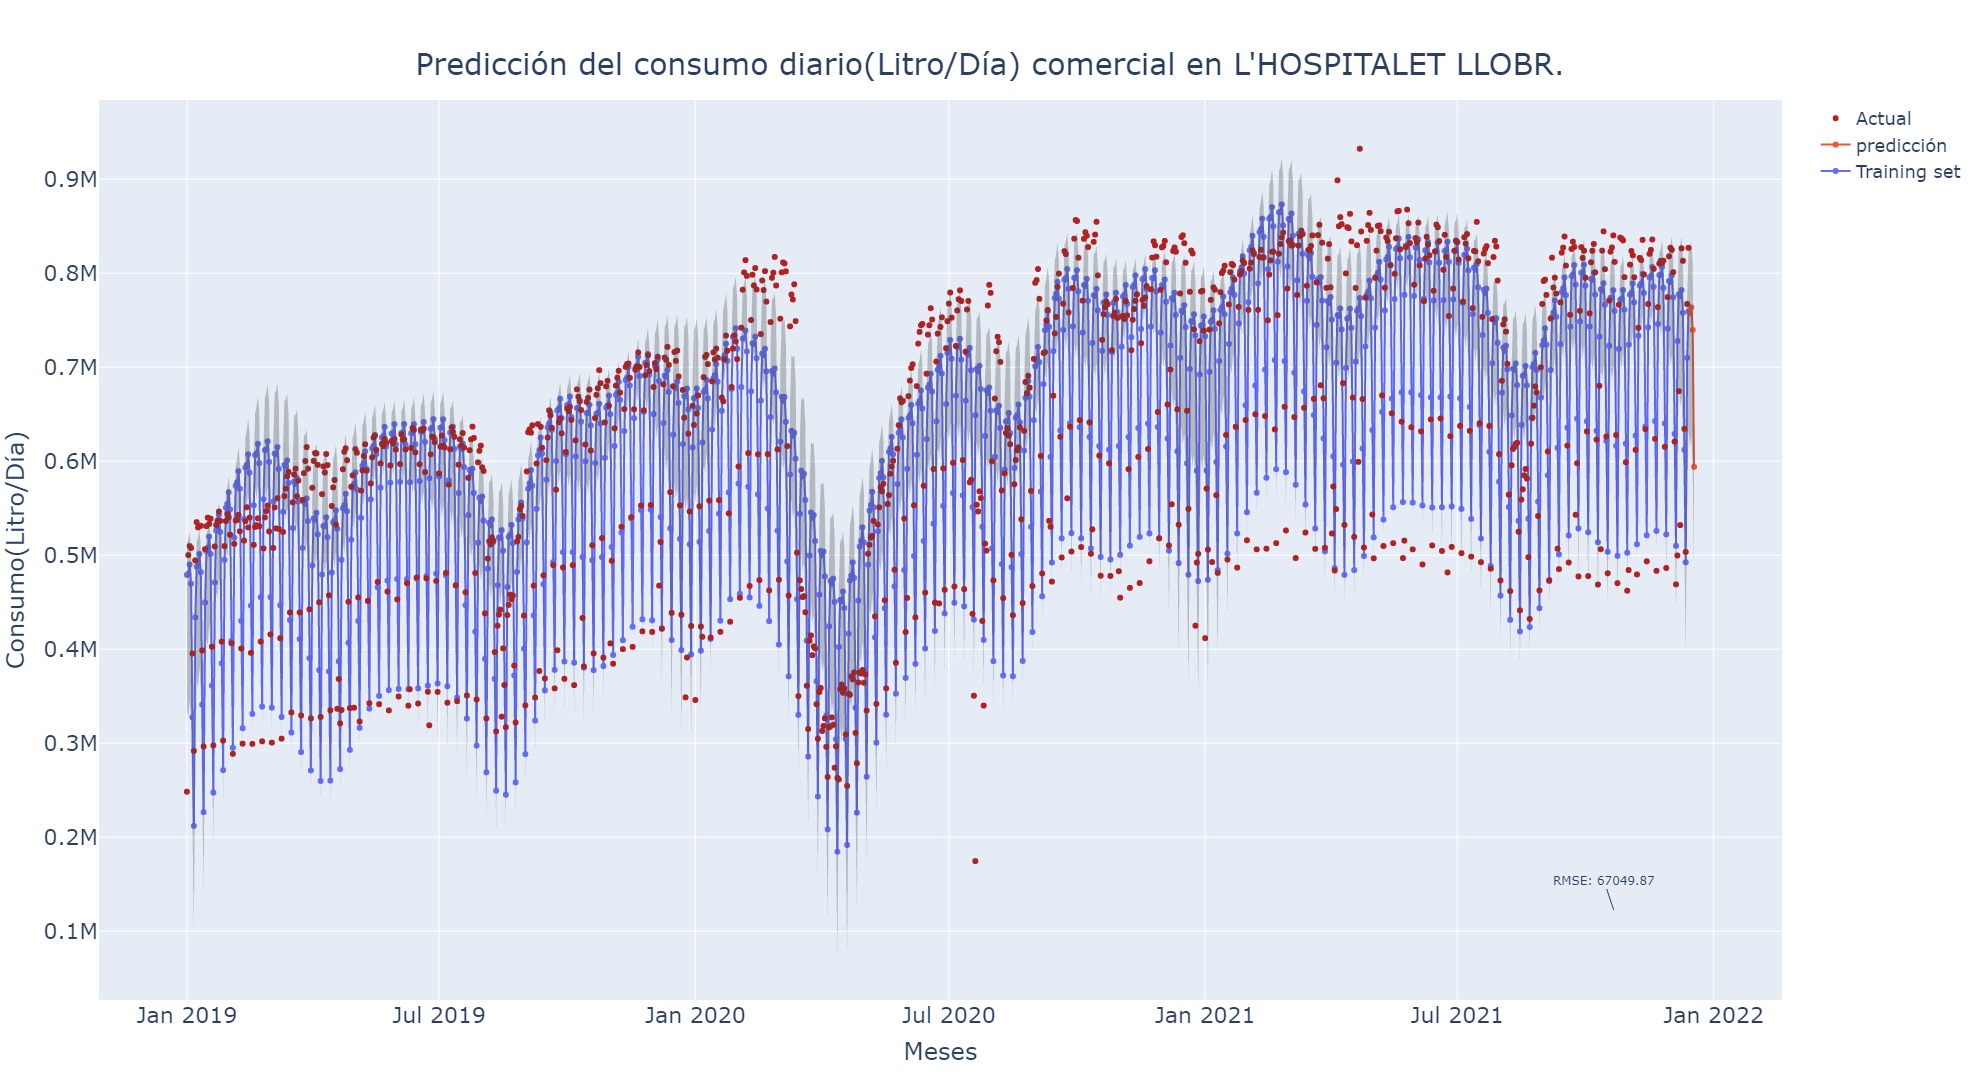 Predicción del consumo diario(Litro/Día) comercial en L'HOSPITALET LLOBR.
Actual
predicción
Training set
Consumo(Litro/Día)
0.9M
0.8M
0.7M
0.6M
0.5M
0.4M
0.3M
0.2M
0.1M
RMSE: 67049.87
Jan 2019
Jul 2019
Jan 2020
Jul 2020
Jan 2021
Jul 2021
Jan 2022
Meses